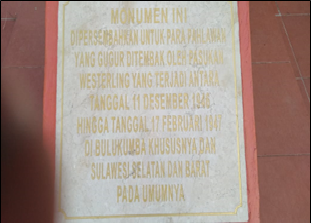 MONUMEN INI
DIPERSEMBAHKAN UNTUK PARA PAHLAWAN
YANG GUGUR DITEMBAK OLEH PASUKAN
WESTERLING YANG TERJADI ANTARA
TANGGAL 11 DESEMBER 1946
HINGGA TANGGAL 17 FEBRUARI 1947
DI BULUKUMBA KHUSUSNYA DAN
SULAWESI SELATAN DAN BARAT
PADA UMUMNYA